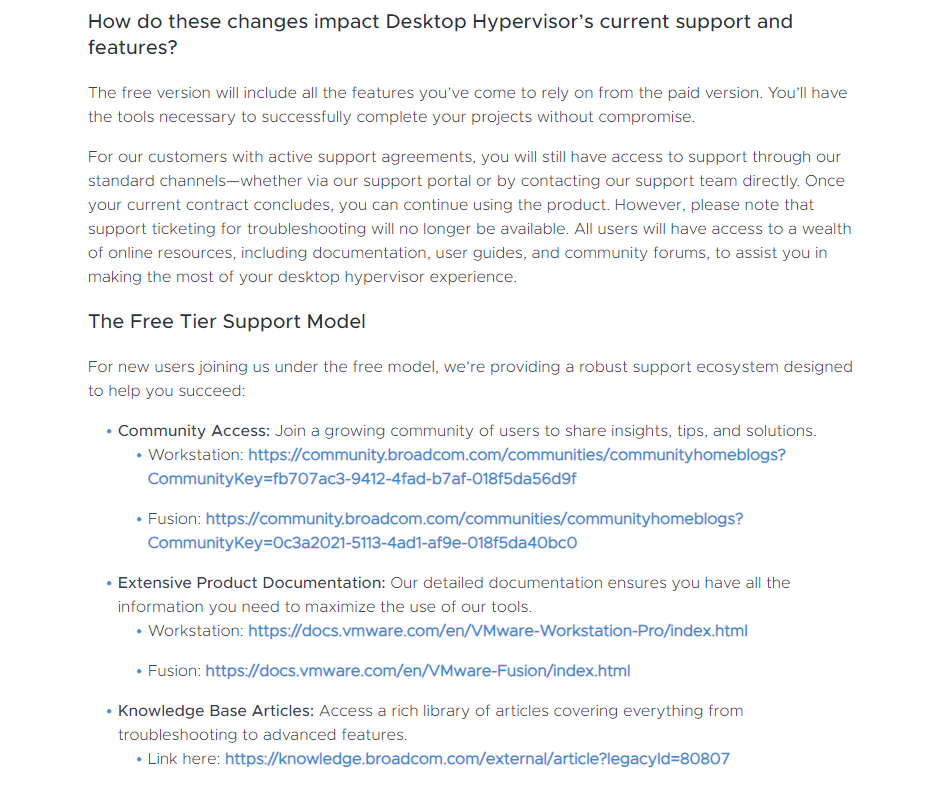 How do these changes impact Desktop Hypervisor’s current support and
features?
The free version will include all the features you’ve come to rely on from the paid version. You’ll have
the tools necessary to successfully complete your projects without compromise.
For our customers with active support agreements, you will still have access to support through our
standard channels—whether via our support portal or by contacting our support team directly. Once
your current contract concludes, you can continue using the product. However, please note that
support ticketing for troubleshooting will no longer be available. All users will have access to a wealth
of online resources, including documentation, user guides, and community forums, to assist you in
making the most of your desktop hypervisor experience.
The Free Tier Support Model
For new users joining us under the free model, we’re providing a robust support ecosystem designed
to help you succeed:
• Community Access: Join a growing community of users to share insights, tips, and solutions.
• Workstation: https://community.broadcom.com/communities/communityhomeblogs?
CommunityKey=fb707ac3-9412-4fad-b7af-018f5da56d9f
• Fusion: https://community.broadcom.com/communities/communityhomeblogs?
CommunityKey=0c3a2021-5113-4ad1-af9e-018f5da40bc0
• Extensive Product Documentation: Our detailed documentation ensures you have all the
information you need to maximize the use of our tools.
• Workstation: https://docs.vmware.com/en/VMware-Workstation-Pro/index.html
• Fusion: https://docs.vmware.com/en/VMware-Fusion/index.html
• Knowledge Base Articles: Access a rich library of articles covering everything from
troubleshooting to advanced features.
• Link here: https://knowledge.broadcom.com/external/article?legacyId=80807